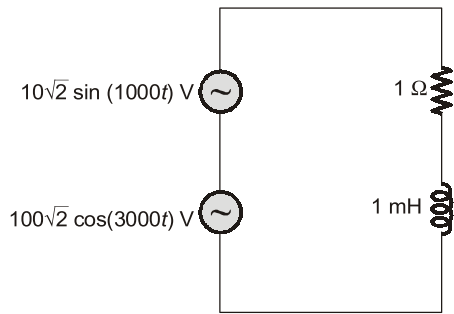 10√2 sin (1000t) V
1 Ω
100√2 cos(3000t) V
1 mH